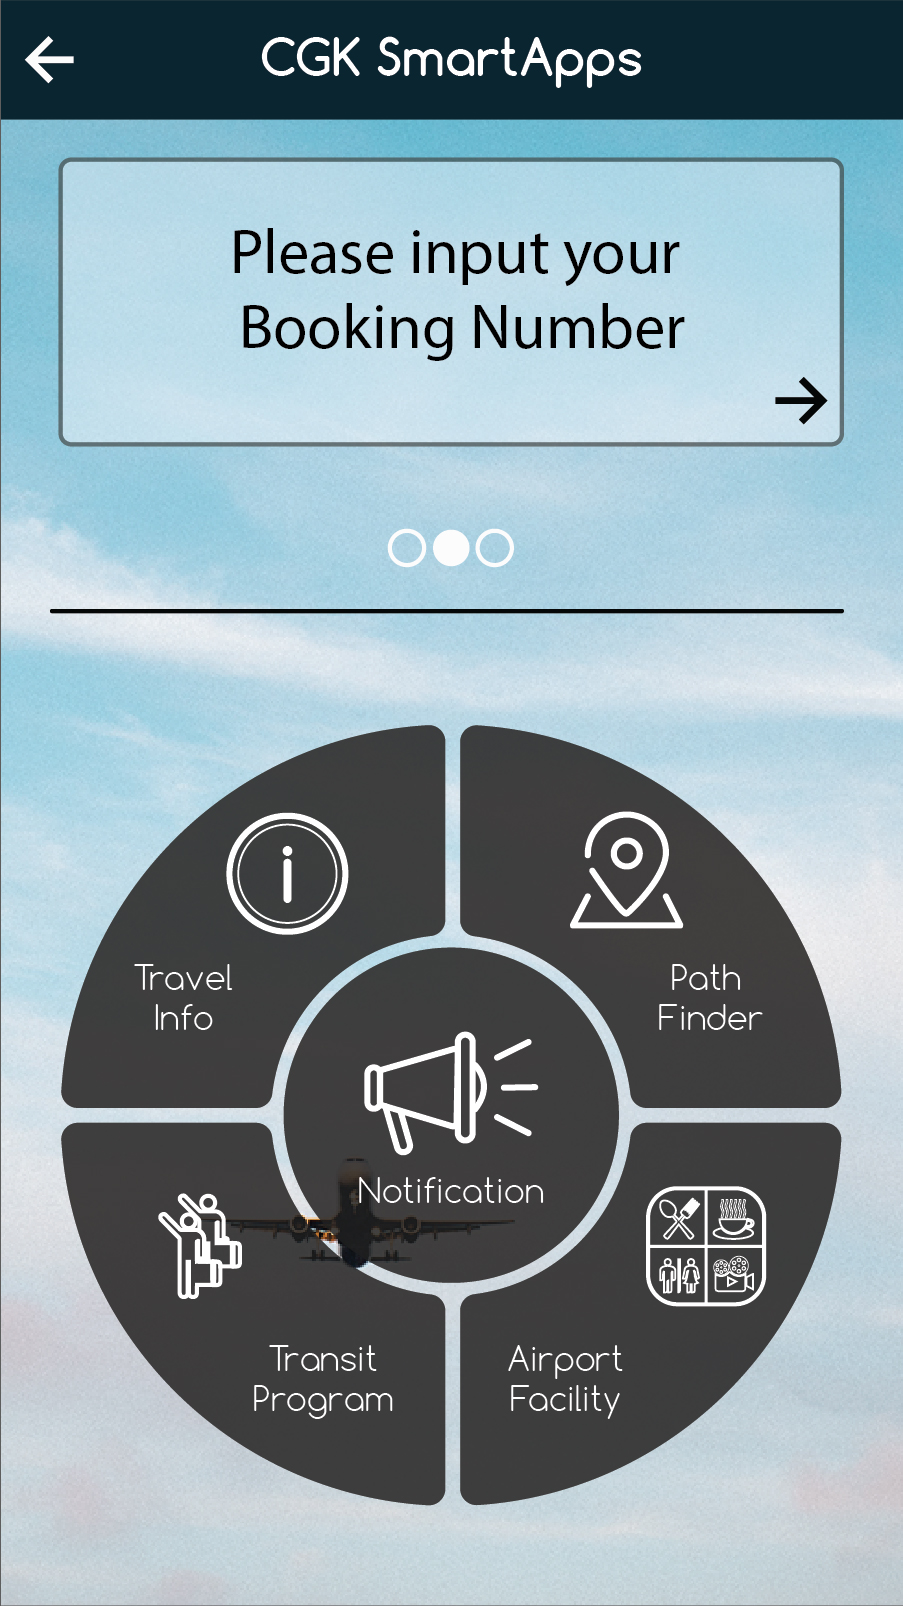 CGK SmartApps
Please input your
Booking Number
Travel
Info
Path
Finder
Notification
Transit
Program
Airport
Facility